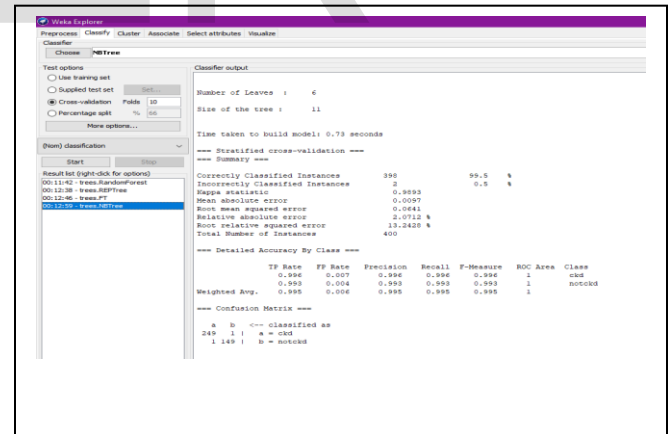 Weka Explorer
Preprocess Classify Cluster Associate Select attributes Visualize
Classifier
Choose NBTree
Test options
Use training set
Supplied test set Set...
Cross-validation Folds 10
Percentage split % 66
More options...
(Nom) classification
Start Stop
Result list (right-click for options)
00:11:42 - trees.RandomForest
00:12:38 - trees.REPTree
00:12:46 - trees.FT
00:12:59 - trees.NBTree
Classifier output
Number of Leaves : 6
Size of the tree : 11
Time taken to build model: 0.73 seconds
=== Stratified cross-validation ===
=== Summary ===
Correctly Classified Instances 398 99.5 %
Incorrectly Classified Instances 2 0.5 %
Kappa statistic 0.9893
Mean absolute error 0.0097
Root mean squared error 0.0641
Relative absolute error 2.0712 %
Root relative squared error 13.2428 %
Total Number of Instances 400
=== Detailed Accuracy By Class ===
TP Rate FP Rate Precision Recall F-Measure ROC Area Class
0.996 0.007 0.996 0.996 0.996 1 ckd
0.993 0.004 0.993 0.993 0.993 1 notckd
Weighted Avg. 0.995 0.006 0.995 0.995 0.995 1
=== Confusion Matrix ===
a b <-- classified as
249 1 | a = ckd
1 149 | b = notckd